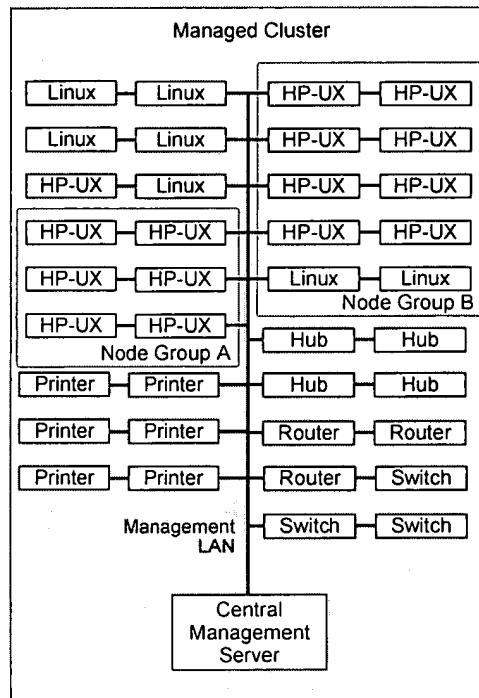 Managed Cluster
Linux Linux HP-UX HP-UX
Linux Linux HP-UX HP-UX
HP-UX Linux HP-UX HP-UX
HP-UX HP-UX HP-UX HP-UX
HP-UX HP-UX Linux Linux
Node Group B
HP-UX HP-UX Hub Hub
Node Group A
Printer Printer Hub Hub
Printer Printer Router Router
Printer Printer Router Switch
Management Switch Switch
LAN
Central
Management
Server